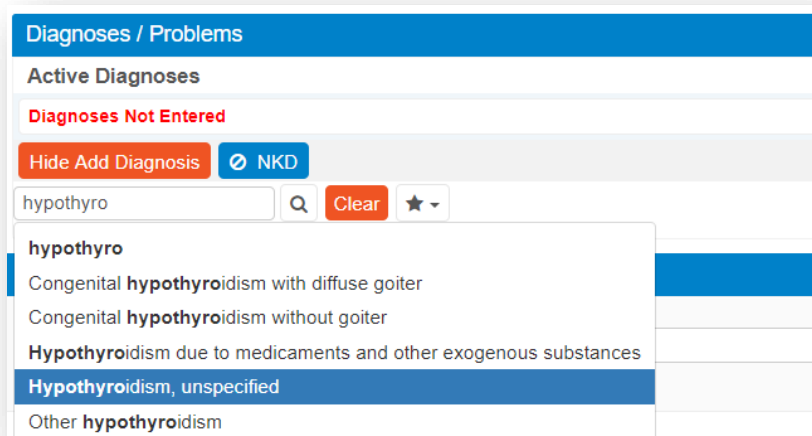 Diagnoses / Problems
Active Diagnoses
Diagnoses Not Entered
Hide Add Diagnosis NKD
hypothyro Clear
hypothyro
Congenital hypothyroidism with diffuse goiter
Congenital hypothyroidism without goiter
Hypothyroidism due to medicaments and other exogenous substances
Hypothyroidism, unspecified
Other hypothyroidism